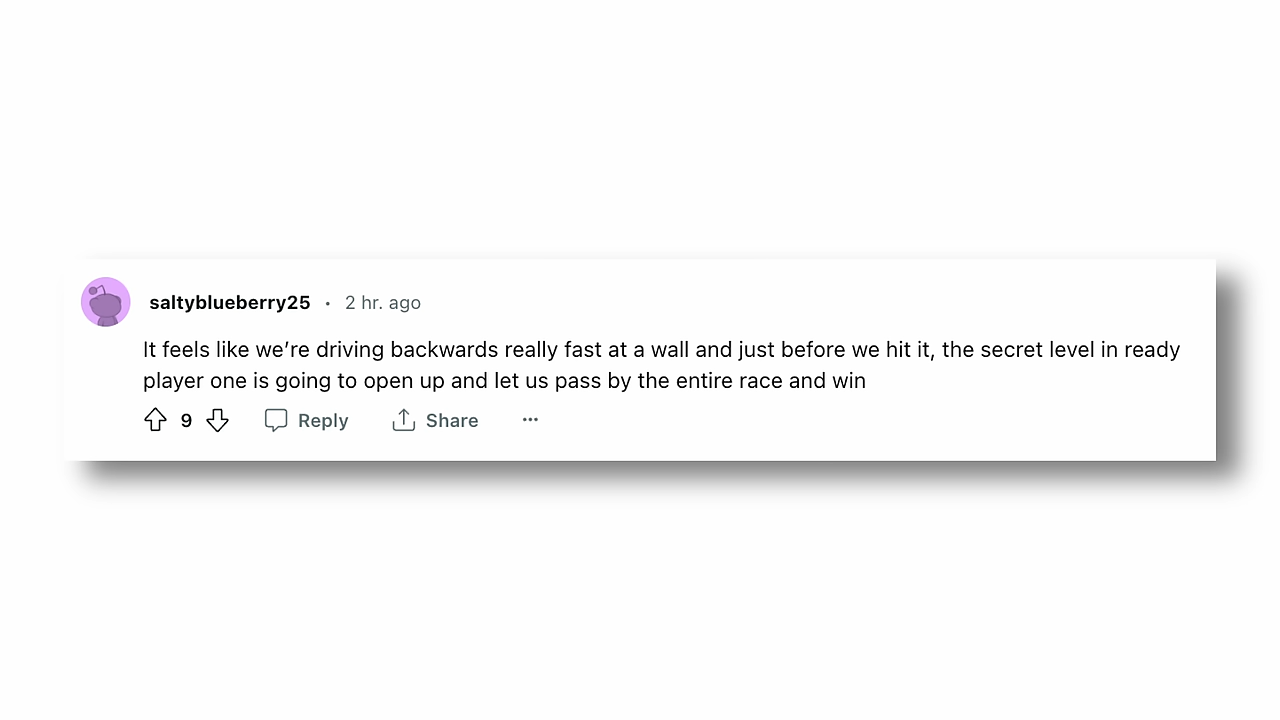 saltyblueberry25 • 2 hr. ago
It feels like we’re driving backwards really fast at a wall and just before we hit it, the secret level in ready
player one is going to open up and let us pass by the entire race and win
9 Reply Share ...